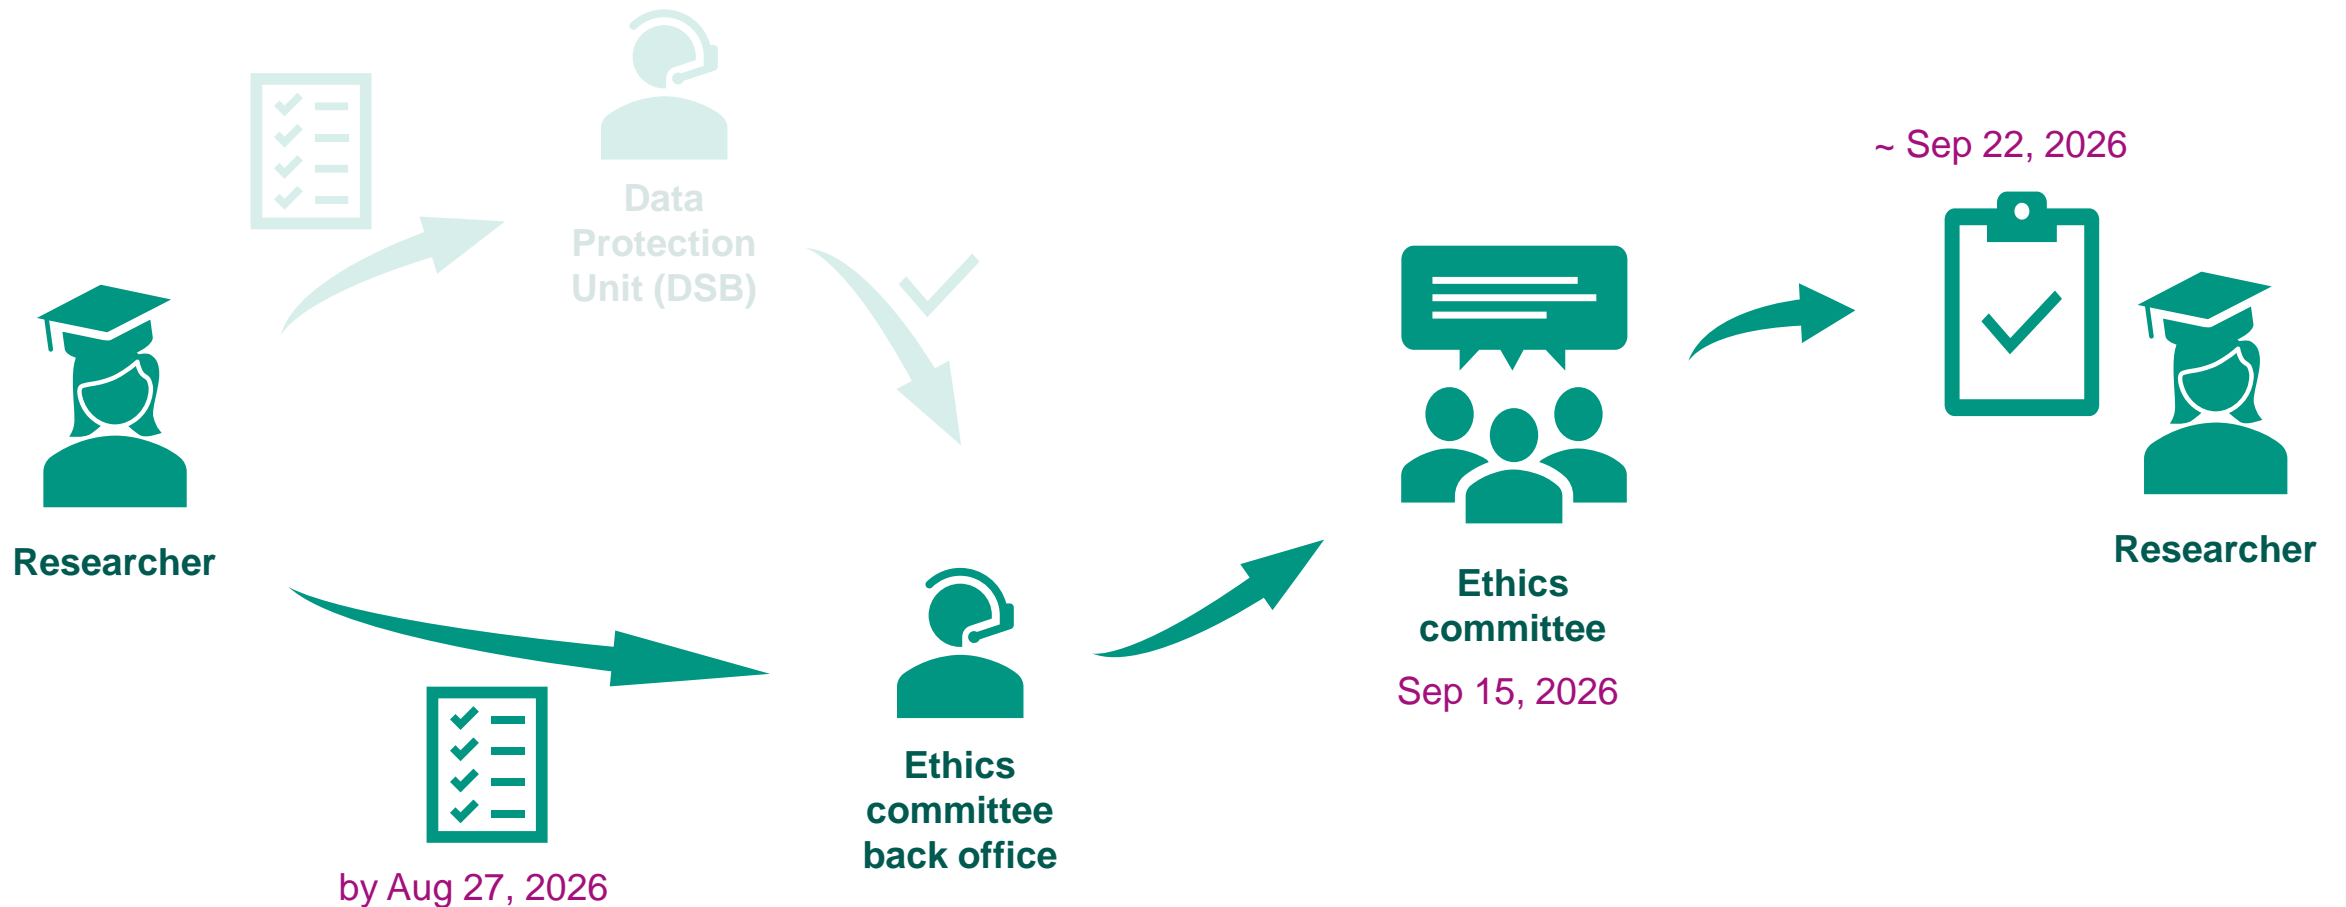 Data
Protection
Unit (DSB)
Researcher
by Aug 27, 2026
Ethics
committee
back office
Ethics
committee
Sep 15, 2026
~ Sep 22, 2026
Researcher